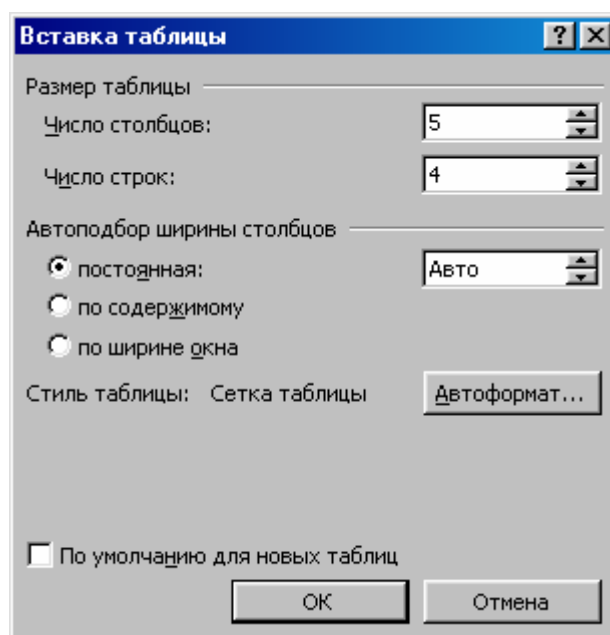 Вставка таблицы
Размер таблицы
Число столбцов: 5
Число строк: 4
Автоподбор ширины столбцов
постоянная: Авто
по содержимому
по ширине окна
Стиль таблицы: Сетка таблицы Автоформат...
По умолчанию для новых таблиц
ОК Отмена